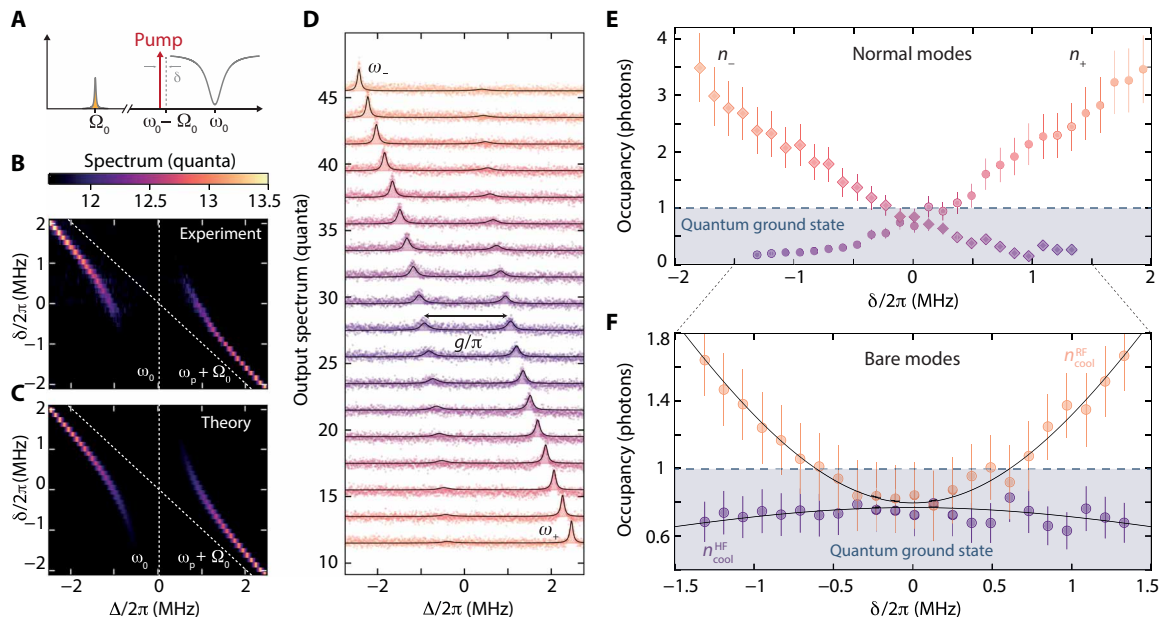 A
Pump
δ
Ω₀
ω₀ − Ω₀
ω₀
B
Spectrum (quanta)
12
12.5
13
13.5
2
1
0
−1
−2
δ/2π (MHz)
Experiment
ω₀
ωₚ + Ω₀
C
2
1
0
−1
−2
δ/2π (MHz)
Theory
ω₀
ωₚ + Ω₀
−2
0
2
Δ/2π (MHz)
D
ω₋
45
40
35
30
25
20
15
10
Output spectrum (quanta)
g/π
ω₊
−2
0
2
Δ/2π (MHz)
E
Normal modes
n₋
n₊
4
3
2
1
0
Occupancy (photons)
Quantum ground state
−2
−1
0
1
2
δ/2π (MHz)
F
Bare modes
n_cool^RF
1.8
1.4
1
0.6
Occupancy (photons)
n_cool^HF
Quantum ground state
−1.5
−1
−0.5
0
0.5
1
1.5
δ/2π (MHz)